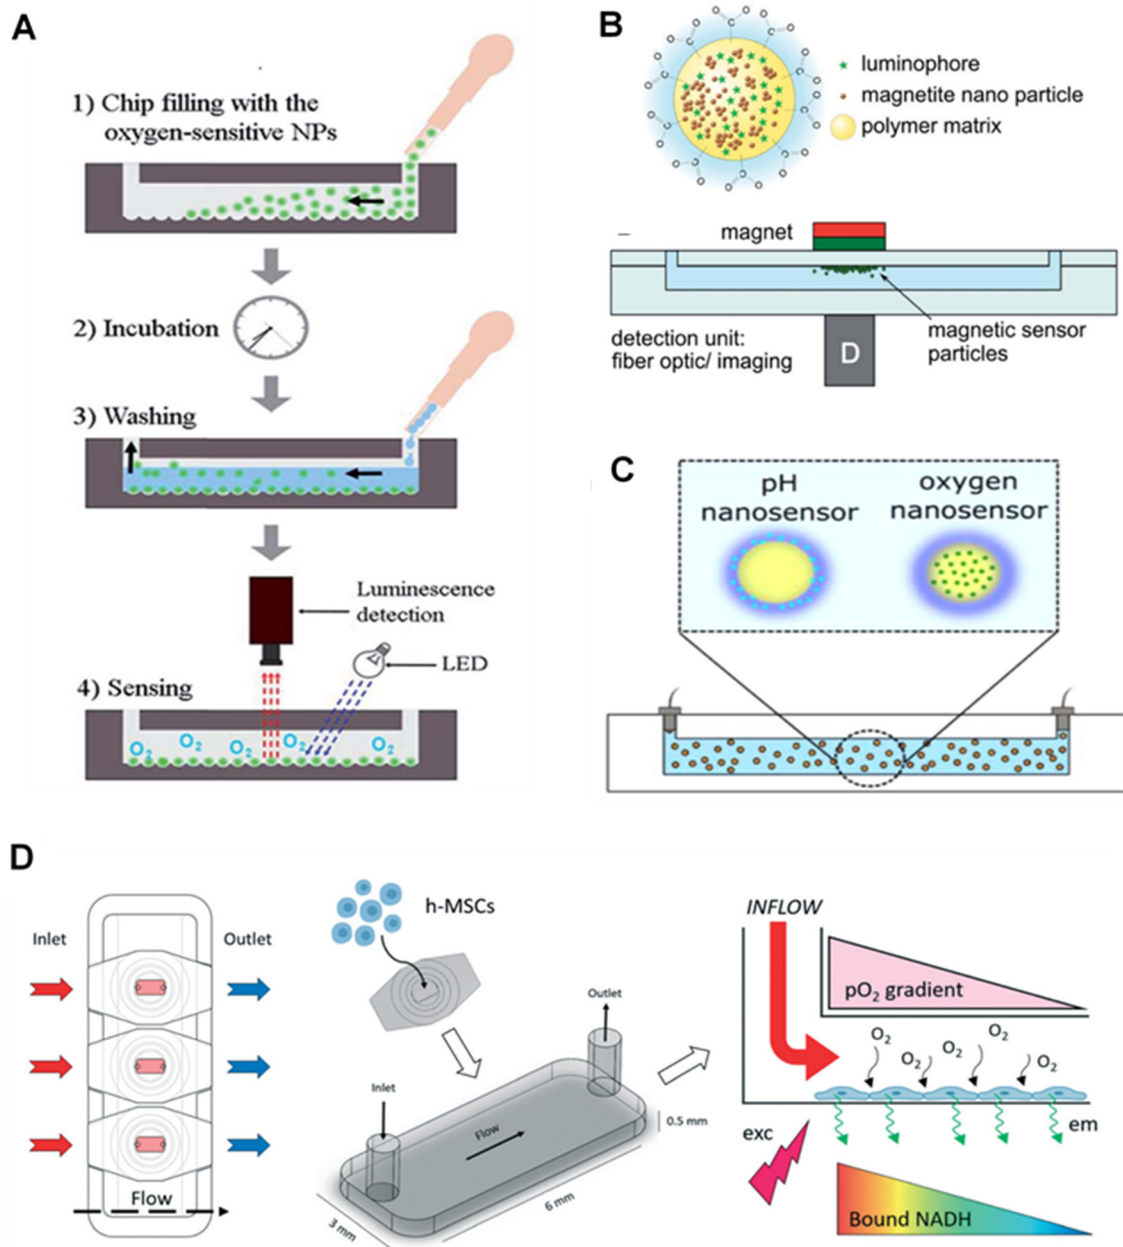 A
1) Chip filling with the
oxygen-sensitive NPs
2) Incubation
3) Washing
Luminescence
detection
LED
4) Sensing
O2 O2 O2 O2 O2
B
luminophore
magnetite nano particle
polymer matrix
O C O O C O O C O O C O O C O O C O O C O O C O O C O O C O O C O
magnet
detection unit:
fiber optic/ imaging
D
magnetic sensor
particles
C
pH
nanosensor
oxygen
nanosensor
D
Inlet
Outlet
Flow
h-MSCs
Outlet
Inlet
Flow
0.5 mm
6 mm
3 mm
INFLOW
pO2 gradient
O2 O2 O2 O2 O2
exc
em
Bound NADH